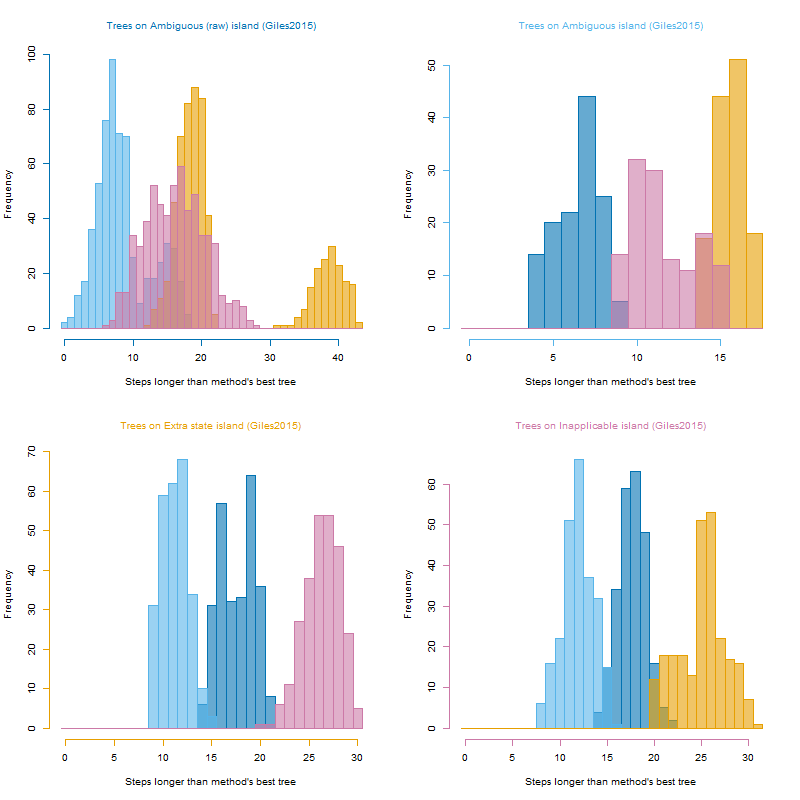 Trees on Ambiguous (raw) island (Giles2015)
Frequency
0 20 40 60 80 100
0 10 20 30 40
Steps longer than method's best tree
Trees on Ambiguous island (Giles2015)
Frequency
0 10 20 30 40 50
0 5 10 15
Steps longer than method's best tree
Trees on Extra state island (Giles2015)
Frequency
0 10 20 30 40 50 60 70
0 5 10 15 20 25 30
Steps longer than method's best tree
Trees on Inapplicable island (Giles2015)
Frequency
0 10 20 30 40 50 60
0 5 10 15 20 25 30
Steps longer than method's best tree